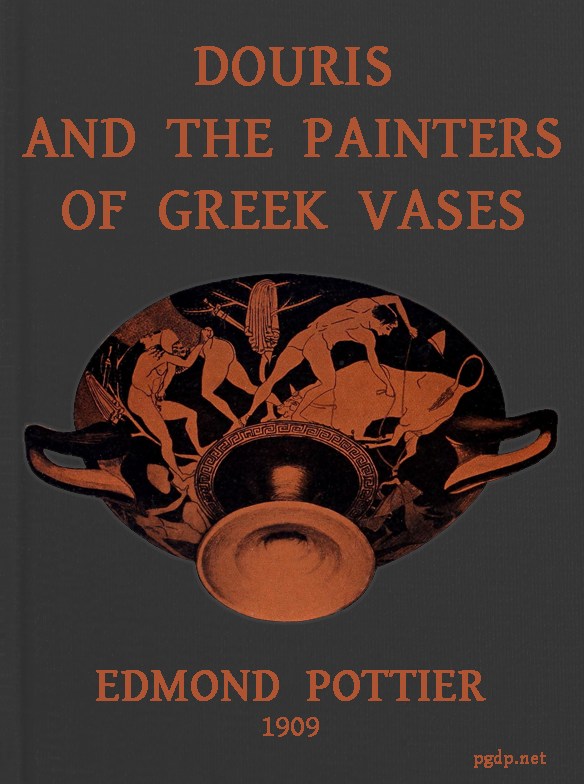 DOURIS
AND THE PAINTERS
OF GREEK VASES
EDMOND POTTIER
1909
pgdp.net